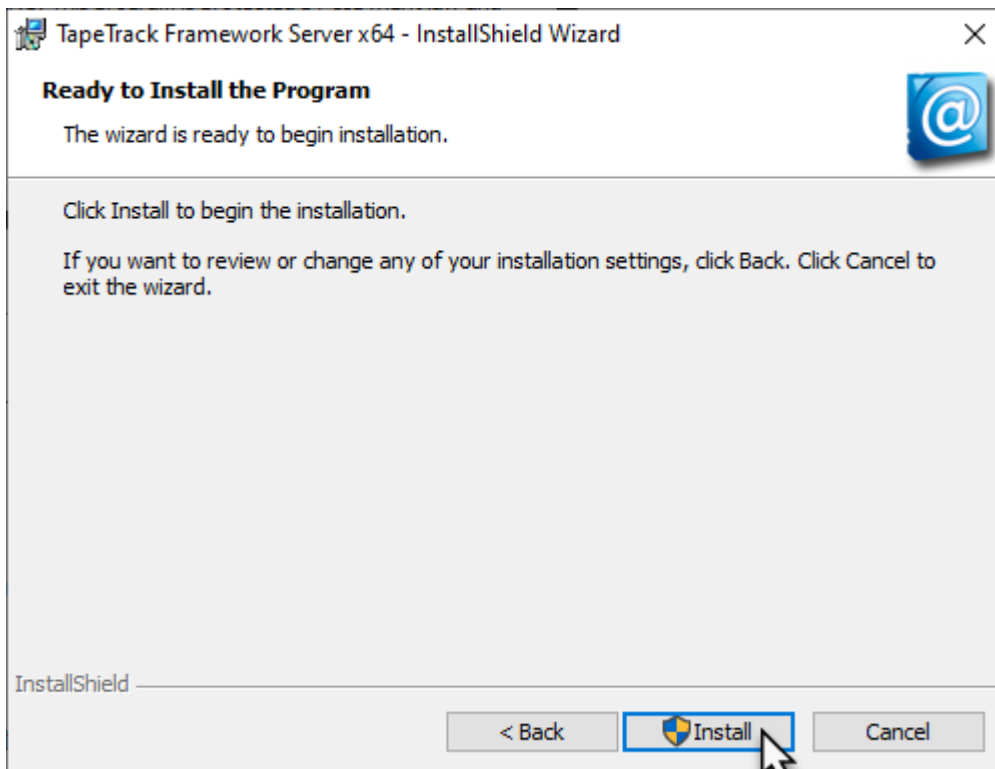 TapeTrack Framework Server x64 - InstallShield Wizard
Ready to Install the Program
The wizard is ready to begin installation.
Click Install to begin the installation.
If you want to review or change any of your installation settings, click Back. Click Cancel to
exit the wizard.
InstallShield
< Back
Install
Cancel